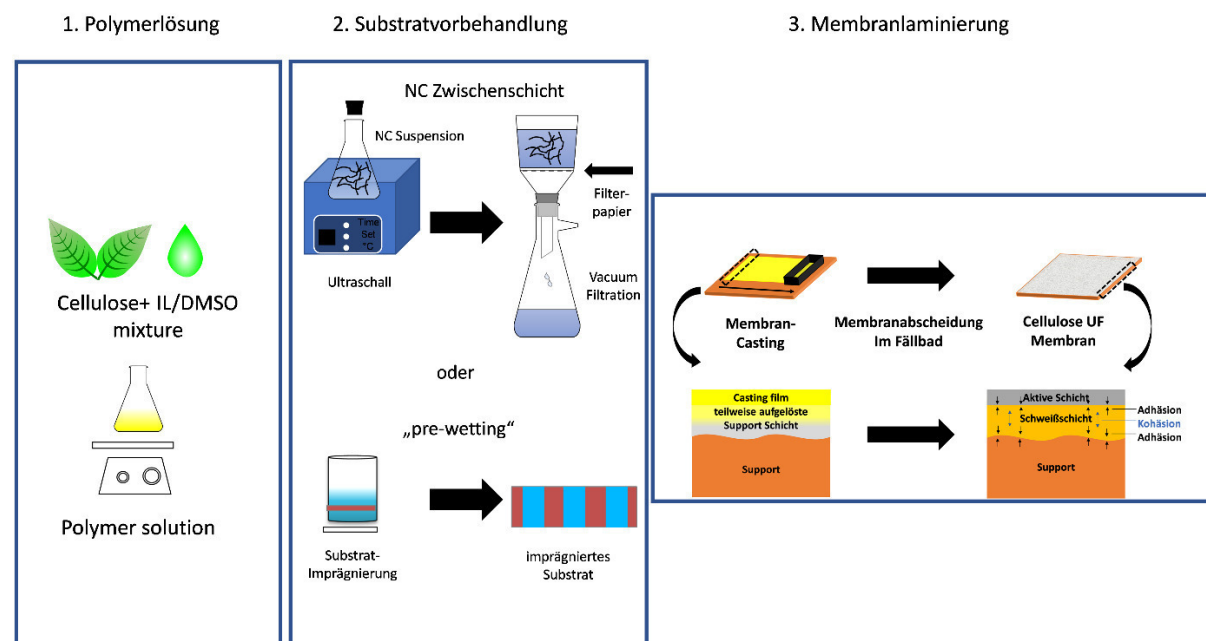 1. Polymerlösung
2. Substratvorbehandlung
3. Membranlaminierung
Cellulose+ IL/DMSO
mixture
Polymer solution
NC Zwischenschicht
NC Suspension
Time
Set
°C
Ultraschall
Filter-
papier
Vacuum
Filtration
oder
„pre-wetting“
Substrat-
Imprägnierung
imprägniertes
Substrat
Membran-
Casting
Membranabscheidung
Im Fällbad
Cellulose UF
Membran
Casting film
teilweise aufgelöste
Support Schicht
Support
Aktive Schicht
Schweißschicht
Support
Adhäsion
Kohäsion
Adhäsion